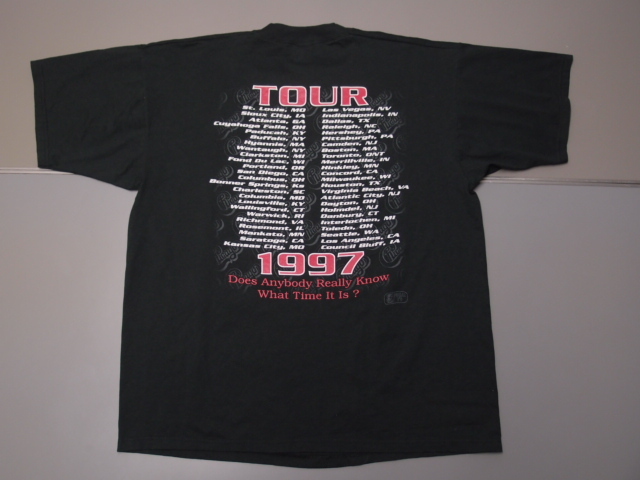 TOUR
St. Louis, MO
Sioux City, IA
Atlanta, GA
Cuyahoga Falls, OH
Paducah, KY
Buffalo, NY
Hyannis, MA
Wantaugh, NY
Clarkston, MI
Fond Du Lac, WI
Portland, OR
San Diego, CA
Columbus, OH
Bonner Springs, Ks
Charleston, SC
Columbia, MD
Louisville, KY
Wallingford, CT
Warwick, RI
Richmond, VA
Rosemont, IL
Mankato, MN
Saratoga, CA
Kansas City, MO
Las Vegas, NV
Indianapolis, IN
Dallas, TX
Raleigh, NC
Hershey, PA
Pittsburgh, PA
Camden, NJ
Boston, MA
Toronto, ONT
Merrillville, IN
MN
Concord, CA
Milwaukee, WI
Houston, TX
Virginia Beach, VA
Atlantic City, NJ
Dayton, OH
Holmdel, NJ
Danbury, CT
Interlochen, MI
Toledo, OH
Seattle, WA
Los Angeles, CA
Council Bluff, IA
1997
Does Anybody Really Know
What Time It Is ?